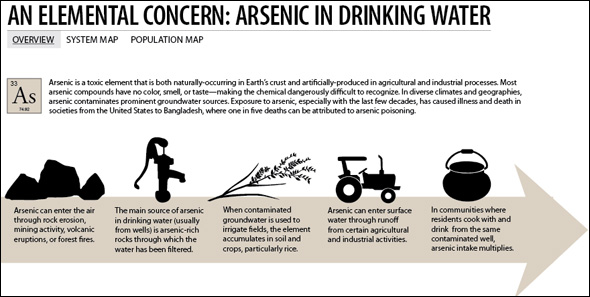 AN ELEMENTAL CONCERN: ARSENIC IN DRINKING WATER
OVERVIEW SYSTEM MAP POPULATION MAP
33
As
74.92
Arsenic is a toxic element that is both naturally-occurring in Earth's crust and artificially-produced in agricultural and industrial processes. Most
arsenic compounds have no color, smell, or taste—making the chemical dangerously difficult to recognize. In diverse climates and geographies,
arsenic contaminates prominent groundwater sources. Exposure to arsenic, especially with the last few decades, has caused illness and death in
societies from the United States to Bangladesh, where one in five deaths can be attributed to arsenic poisoning.
Arsenic can enter the air
through rock erosion,
mining activity, volcanic
eruptions, or forest fires.
The main source of arsenic
in drinking water (usually
from wells) is arsenic-rich
rocks through which the
water has been filtered.
When contaminated
groundwater is used to
irrigate fields, the element
accumulates in soil and
crops, particularly rice.
Arsenic can enter surface
water through runoff
from certain agricultural
and industrial activities.
In communities where
residents cook with and
drink from the same
contaminated well,
arsenic intake multiplies.